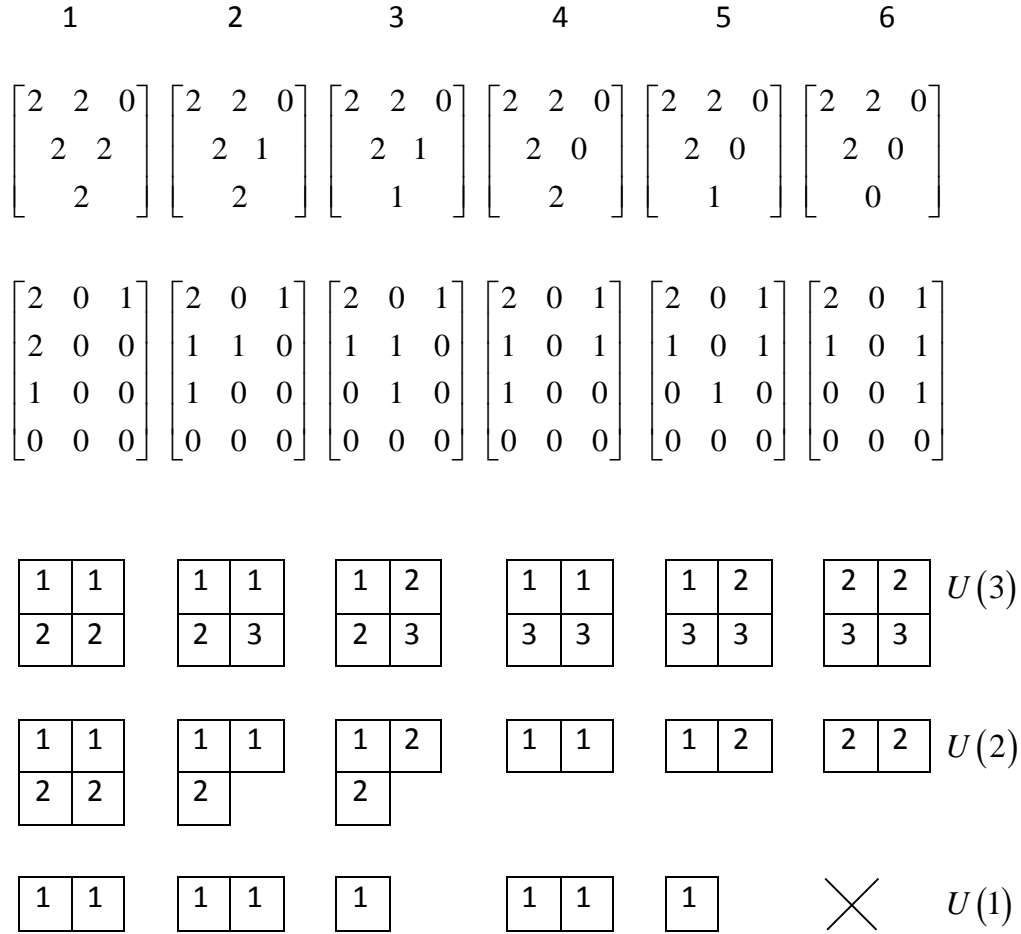 1 2 3 4 5 6
2 2 0 2 2 0 2 2 0 2 2 0 2 2 0 2 2 0
2 2 2 1 2 1 2 0 2 0 2 0
2 2 1 2 1 0
2 0 1 2 0 1 2 0 1 2 0 1 2 0 1 2 0 1
2 0 0 1 1 0 1 1 0 1 0 1 1 0 1 1 0 1
1 0 0 1 0 0 0 1 0 1 0 0 0 1 0 0 0 1
0 0 0 0 0 0 0 0 0 0 0 0 0 0 0 0 0 0
1 1 1 1 1 2 1 1 1 2 2 2 U(3)
2 2 2 3 2 3 3 3 3 3 3 3
1 1 1 1 1 2 1 1 1 2 2 2 U(2)
2 2 2 2
1 1 1 1 1 1 1 1 U(1)